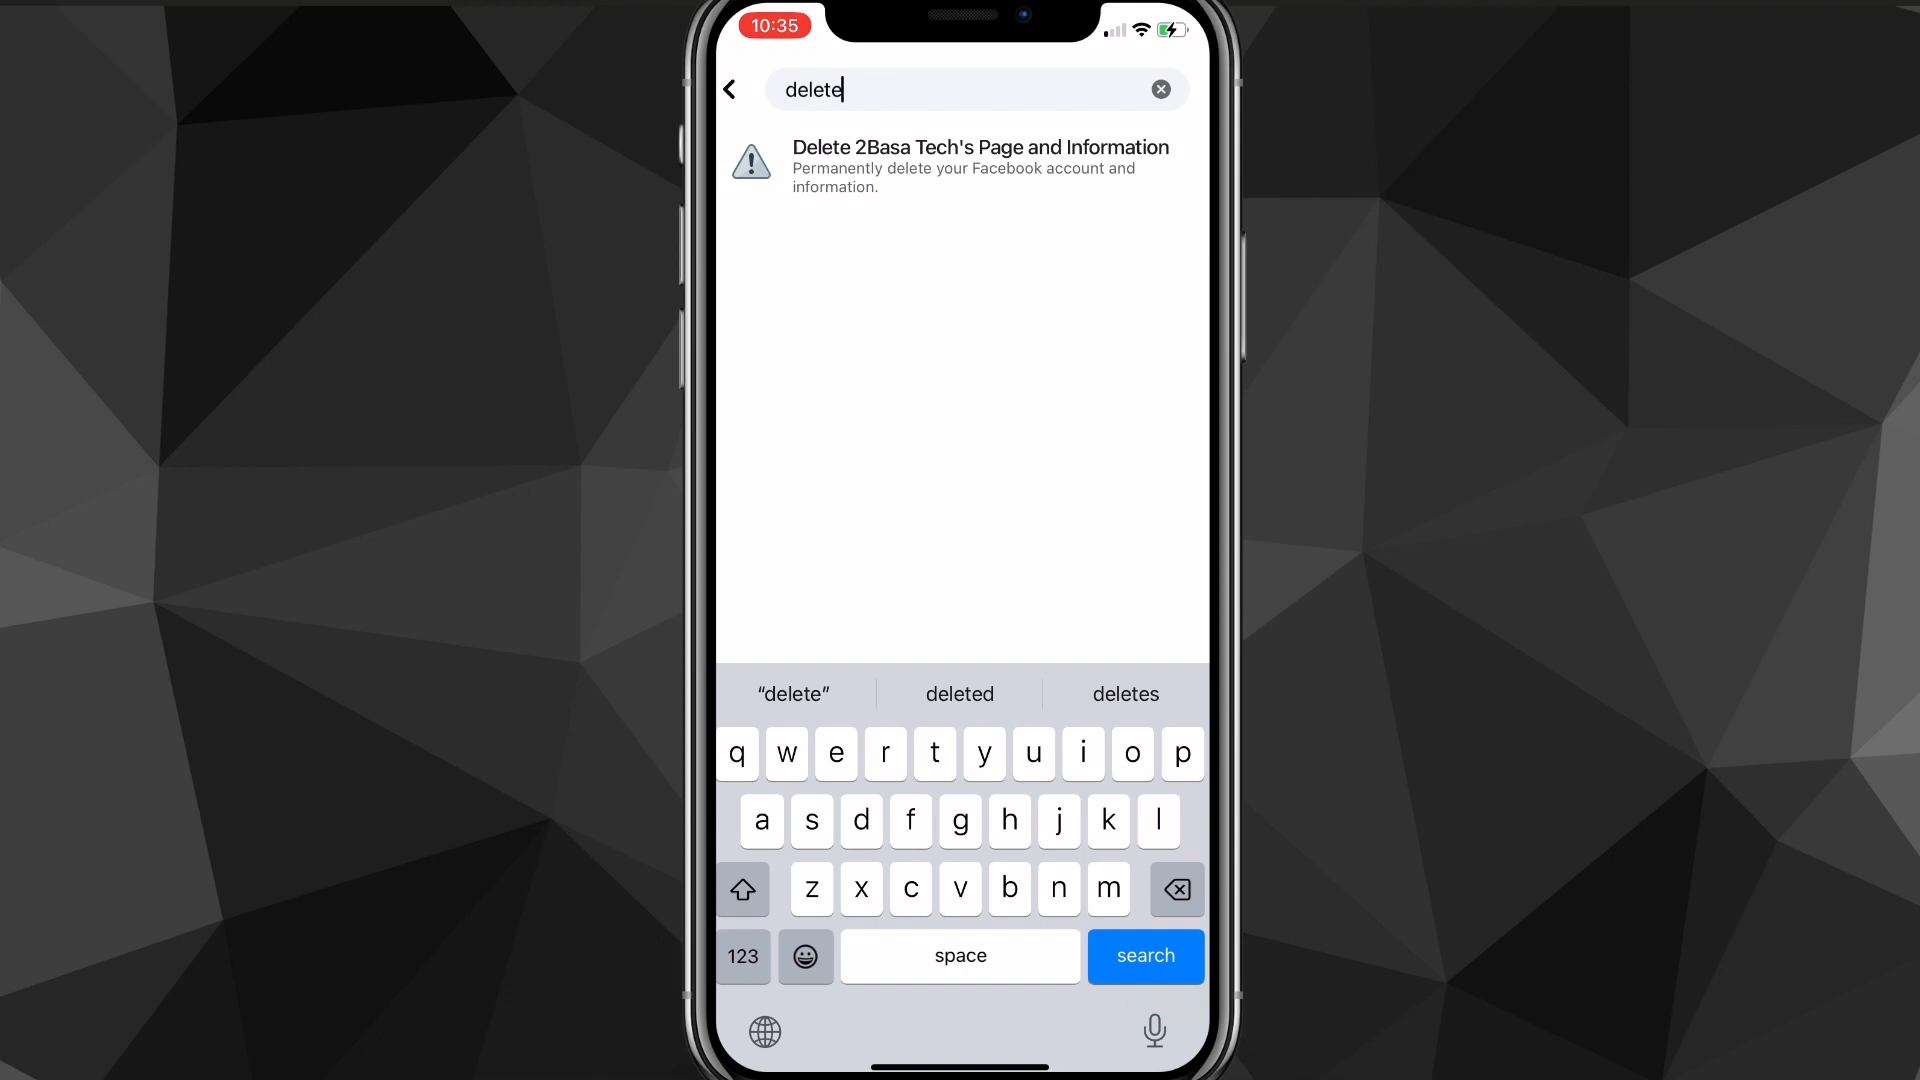 10:35
delete
Delete 2Basa Tech's Page and Information
Permanently delete your Facebook account and
information.
“delete” deleted deletes
q w e r t y u i o p
a s d f g h j k l
z x c v b n m
123 space search